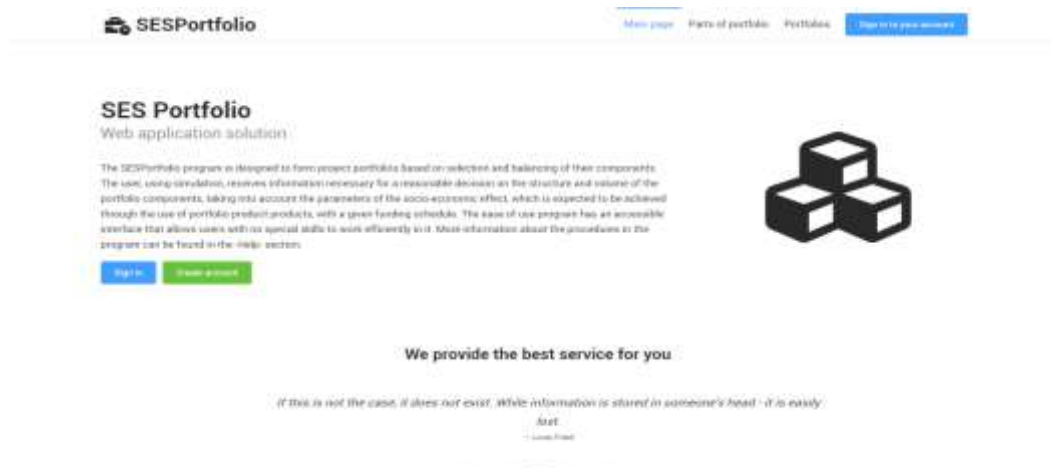 SESPortfolio
Main page Parts of portfolio Portfolios Sign in to your account
SES Portfolio
Web application solution
The SESPortfolio program is designed to form project portfolios based on selection and balancing of their components.
The user, using simulation, receives information necessary for a reasonable decision on the structure and volume of the
portfolio components, taking into account the parameters of the socio-economic effect, which is expected to be achieved
through the use of portfolio product products, with a given funding schedule. The ease of use program has an accessible
interface that allows users with no special skills to work efficiently in it. More information about the procedures in the
program can be found in the «Help» section.
Sign in Create account
We provide the best service for you
If this is not the case, it does not exist. While information is stored in someone's head - it is easily
lost